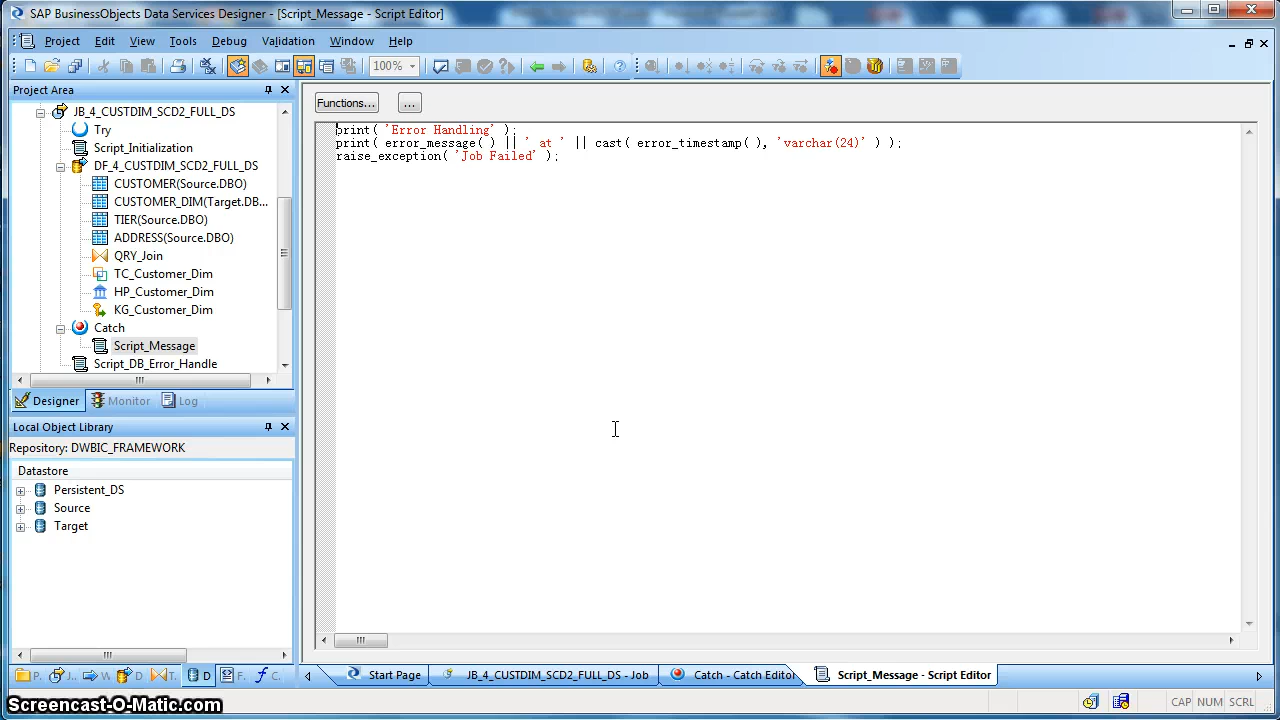 SAP BusinessObjects Data Services Designer - [Script_Message - Script Editor]
Project Edit View Tools Debug Validation Window Help
100%
Project Area
JB_4_CUSTDIM_SCD2_FULL_DS
Try
Script_Initialization
DF_4_CUSTDIM_SCD2_FULL_DS
CUSTOMER(Source.DBO)
CUSTOMER_DIM(Target.DB...
TIER(Source.DBO)
ADDRESS(Source.DBO)
QRY_Join
TC_Customer_Dim
HP_Customer_Dim
KG_Customer_Dim
Catch
Script_Message
Script_DB_Error_Handle
Designer Monitor Log
Local Object Library
Repository: DWBIC_FRAMEWORK
Datastore
Persistent_DS
Source
Target
P. J.. W T. D F. C.
Functions... ...
print( 'Error Handling' );
print( error_message( ) || ' at ' || cast( error_timestamp( ), 'varchar(24)' ) );
raise_exception( 'Job Failed' );
Start Page JB_4_CUSTDIM_SCD2_FULL_DS - Job Catch - Catch Editor Script_Message - Script Editor
CAP NUM SCRL
Screencast-O-Matic.com